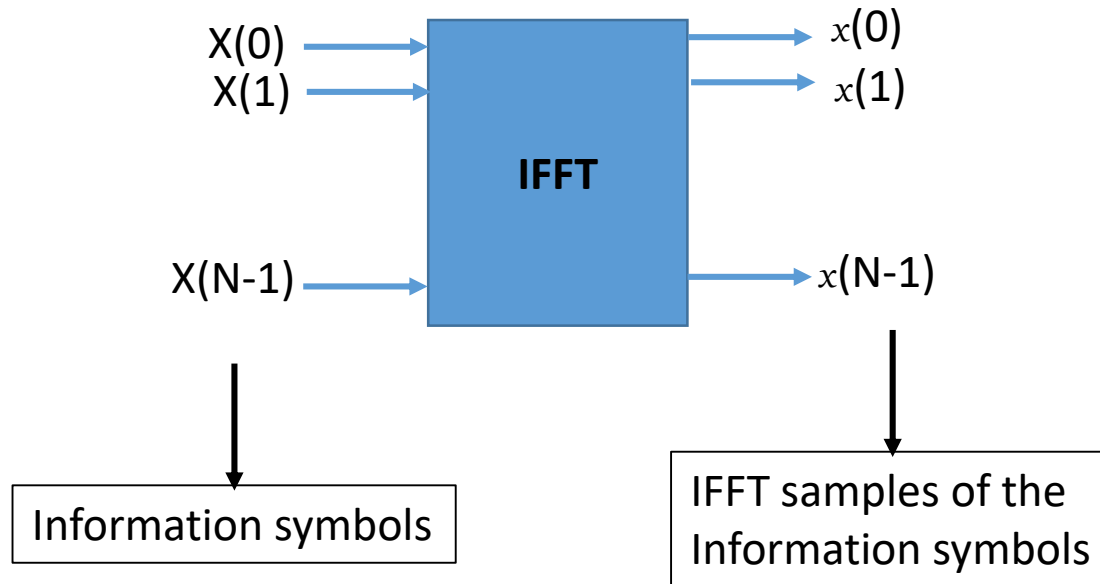 X(0)
x(0)
X(1)
x(1)
IFFT
X(N-1)
x(N-1)
Information symbols
IFFT samples of the
Information symbols